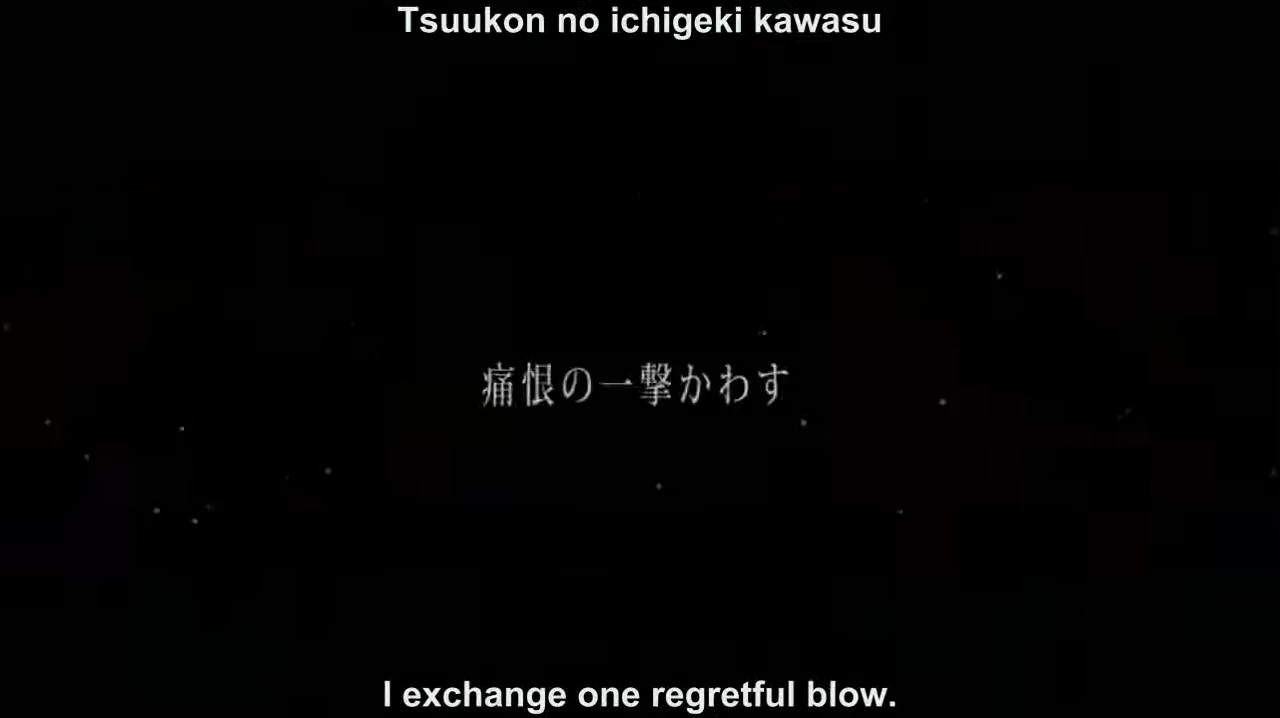 Tsuukon no ichigeki kawasu
痛恨の一撃かわす
I exchange one regretful blow.